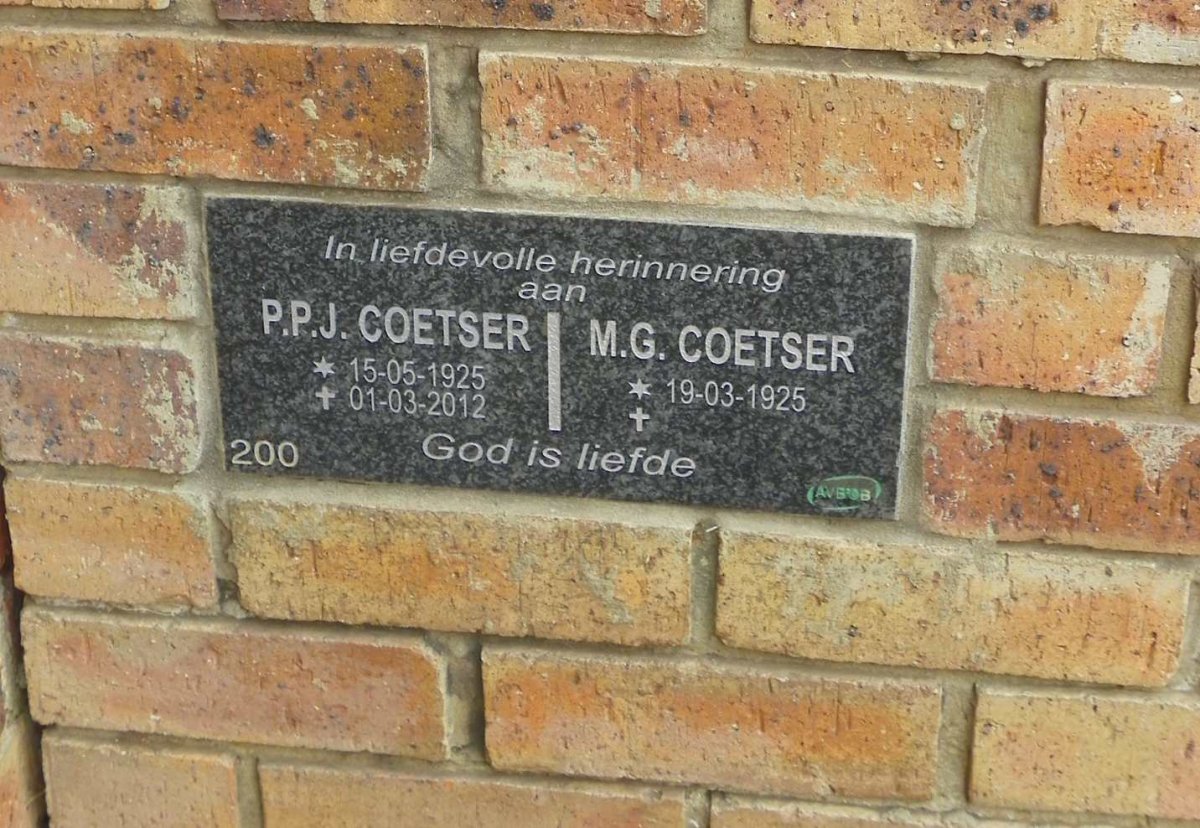 In liefdevolle herinnering
aan
P.P.J. COETSER
* 15-05-1925
✝ 01-03-2012
M.G. COETSER
* 19-03-1925
✝
God is liefde
200
AVBOB